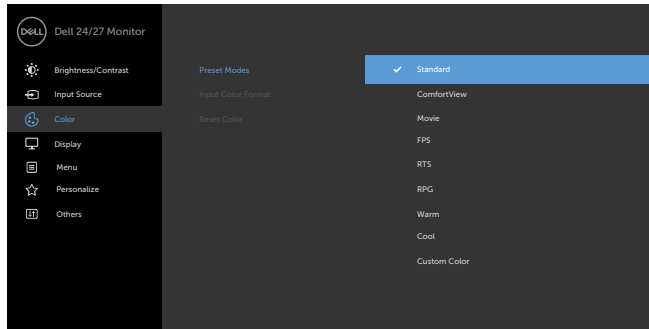 DELL
Dell 24/27 Monitor
Brightness/Contrast
Input Source
Color
Display
Menu
Personalize
Others
Preset Modes
Input Color Format
Reset Color
Standard
ComfortView
Movie
FPS
RTS
RPG
Warm
Cool
Custom Color